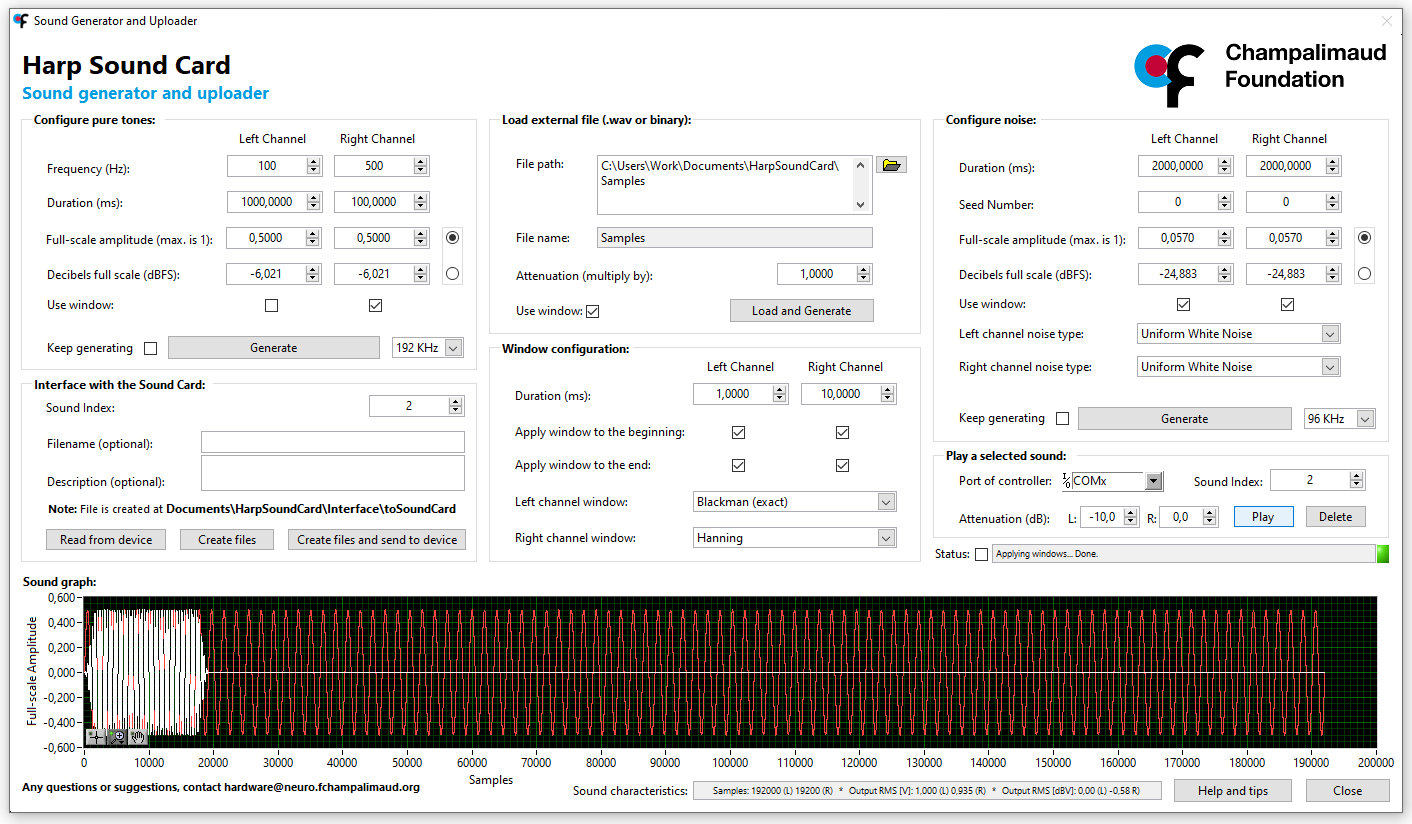 Sound Generator and Uploader
Harp Sound Card
Sound generator and uploader
Champalimaud
Foundation
Configure pure tones:
Left Channel Right Channel
Frequency (Hz): 100 500
Duration (ms): 1000,0000 100,0000
Full-scale amplitude (max. is 1): 0,5000 0,5000
Decibels full scale (dBFS): -6,021 -6,021
Use window:
Keep generating Generate 192 KHz
Interface with the Sound Card:
Sound Index: 2
Filename (optional):
Description (optional):
Note: File is created at Documents\HarpSoundCard\Interface\toSoundCard
Read from device Create files Create files and send to device
Load external file (.wav or binary):
File path: C:\Users\Work\Documents\HarpSoundCard\
Samples
File name: Samples
Attenuation (multiply by): 1,0000
Use window: Load and Generate
Window configuration:
Left Channel Right Channel
Duration (ms): 1,0000 10,0000
Apply window to the beginning:
Apply window to the end:
Left channel window: Blackman (exact)
Right channel window: Hanning
Configure noise:
Left Channel Right Channel
Duration (ms): 2000,0000 2000,0000
Seed Number: 0 0
Full-scale amplitude (max. is 1): 0,0570 0,0570
Decibels full scale (dBFS): -24,883 -24,883
Use window:
Left channel noise type: Uniform White Noise
Right channel noise type: Uniform White Noise
Keep generating Generate 96 KHz
Play a selected sound:
Port of controller: COMx Sound Index: 2
Attenuation (dB): L: -10,0 R: 0,0 Play Delete
Status: Applying windows... Done.
Sound graph:
Full-scale Amplitude
0,600
0,400
0,200
0,000
-0,200
-0,400
-0,600
0 10000 20000 30000 40000 50000 60000 70000 80000 90000 100000 110000 120000 130000 140000 150000 160000 170000 180000 190000 200000
Samples
Any questions or suggestions, contact hardware@neuro.fchampalimaud.org
Sound characteristics: Samples: 192000 (L) 19200 (R) * Output RMS [V]: 1,000 (L) 0,935 (R) * Output RMS [dBV]: 0,00 (L) -0,58 R)
Help and tips Close